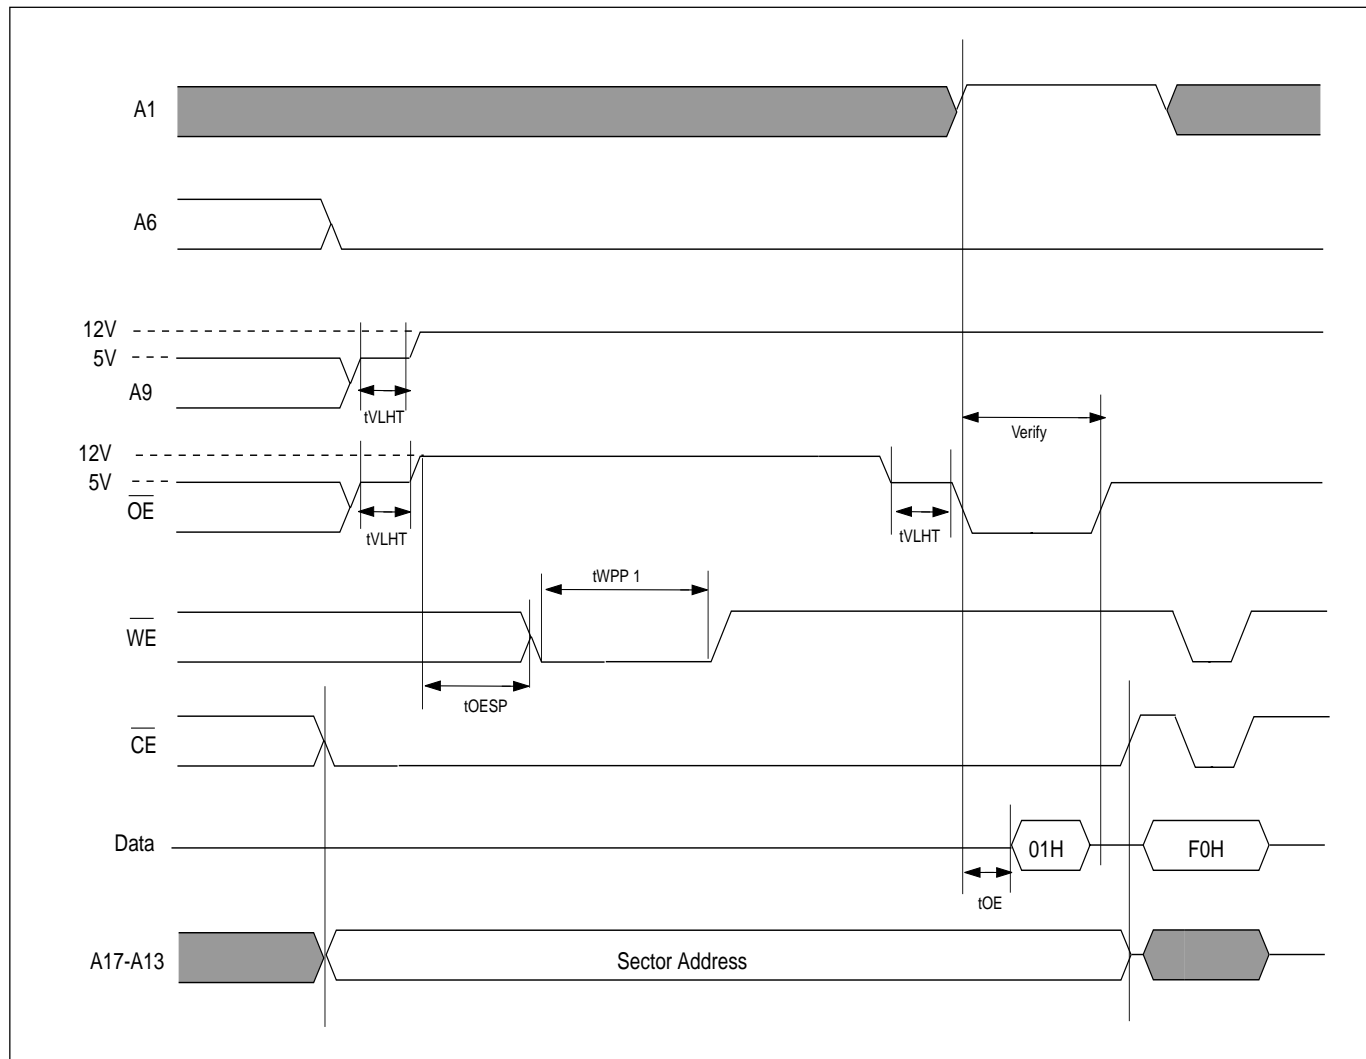 A1
A6
12V
5V
A9
tVLHT
Verify
12V
5V
OE
tVLHT
tVLHT
tWPP 1
WE
tOESP
CE
Data
01H
F0H
tOE
A17-A13
Sector Address